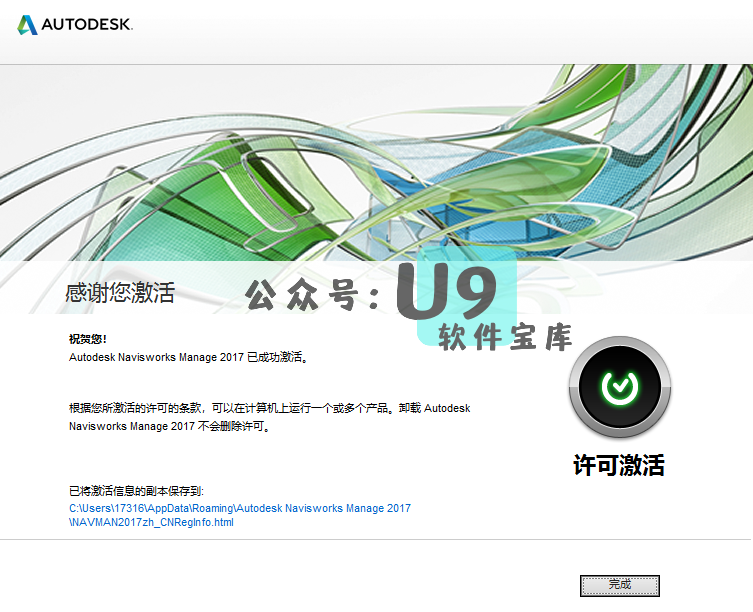 AUTODESK.
感谢您激活
公众号：U9
软件宝库
祝贺您！
Autodesk Navisworks Manage 2017 已成功激活。
根据您所激活的许可的条款，可以在计算机上运行一个或多个产品。卸载 Autodesk
Navisworks Manage 2017 不会删除许可。
许可激活
已将激活信息的副本保存到:
C:\Users\17316\AppData\Roaming\Autodesk Navisworks Manage 2017
\NAVMAN2017zh_CNRegInfo.html
完成